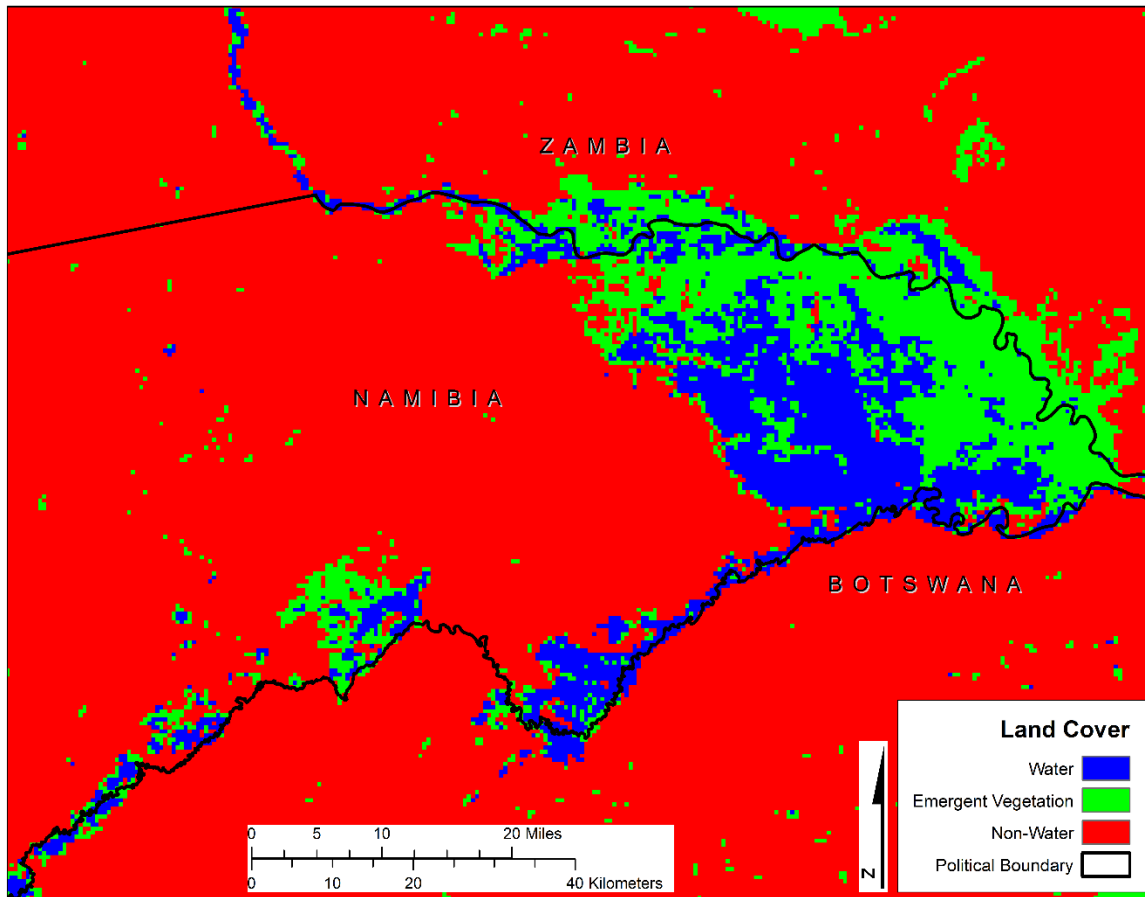 ZAMBIA
NAMIBIA
BOTSWANA
Land Cover
Water
Emergent Vegetation
Non-Water
Political Boundary
0 5 10 20 Miles
0 10 20 40 Kilometers
N